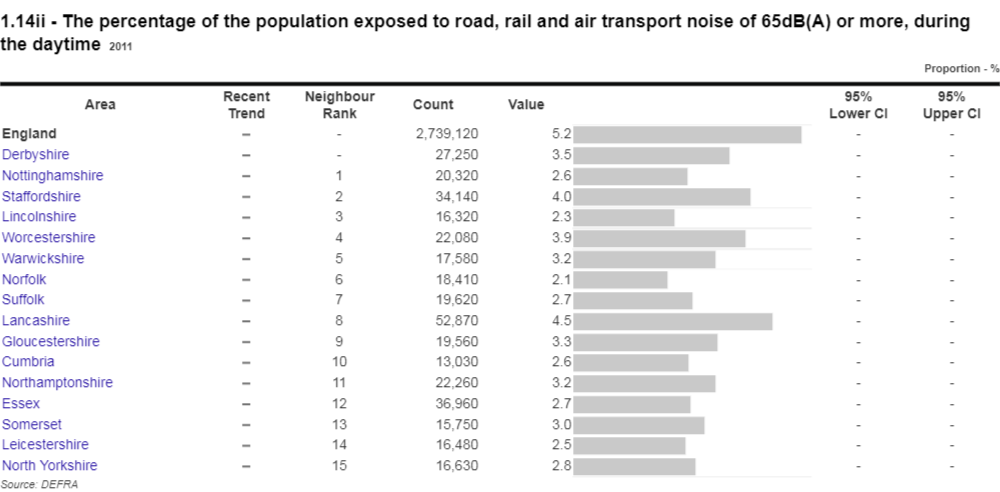 1.14ii - The percentage of the population exposed to road, rail and air transport noise of 65dB(A) or more, during
the daytime 2011
Proportion - %
Area Recent Trend Neighbour Rank Count Value 95% Lower CI 95% Upper CI
England – - 2,739,120 5.2 - -
Derbyshire – - 27,250 3.5 - -
Nottinghamshire – 1 20,320 2.6 - -
Staffordshire – 2 34,140 4.0 - -
Lincolnshire – 3 16,320 2.3 - -
Worcestershire – 4 22,080 3.9 - -
Warwickshire – 5 17,580 3.2 - -
Norfolk – 6 18,410 2.1 - -
Suffolk – 7 19,620 2.7 - -
Lancashire – 8 52,870 4.5 - -
Gloucestershire – 9 19,560 3.3 - -
Cumbria – 10 13,030 2.6 - -
Northamptonshire – 11 22,260 3.2 - -
Essex – 12 36,960 2.7 - -
Somerset – 13 15,750 3.0 - -
Leicestershire – 14 16,480 2.5 - -
North Yorkshire – 15 16,630 2.8 - -
Source: DEFRA